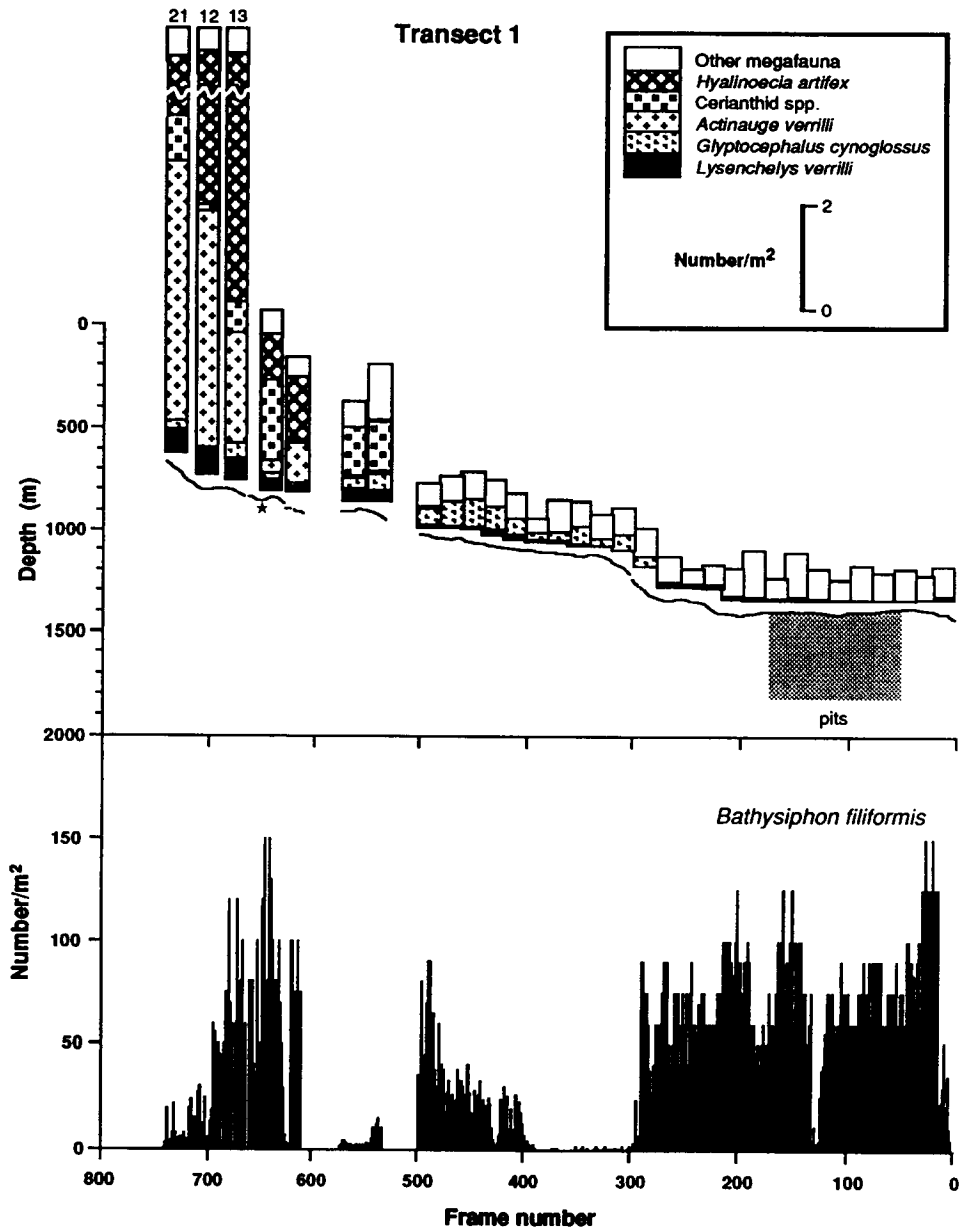 21 12 13
Transect 1
Other megafauna
Hyalinoecia artifex
Cerianthid spp.
Actinauge verrilli
Glyptocephalus cynoglossus
Lysenchelys verrilli
2
Number/m2
0
0
500
1000
1500
2000
Depth (m)
pits
Bathysiphon filiformis
150
100
50
0
Number/m2
800 700 600 500 400 300 200 100 0
Frame number